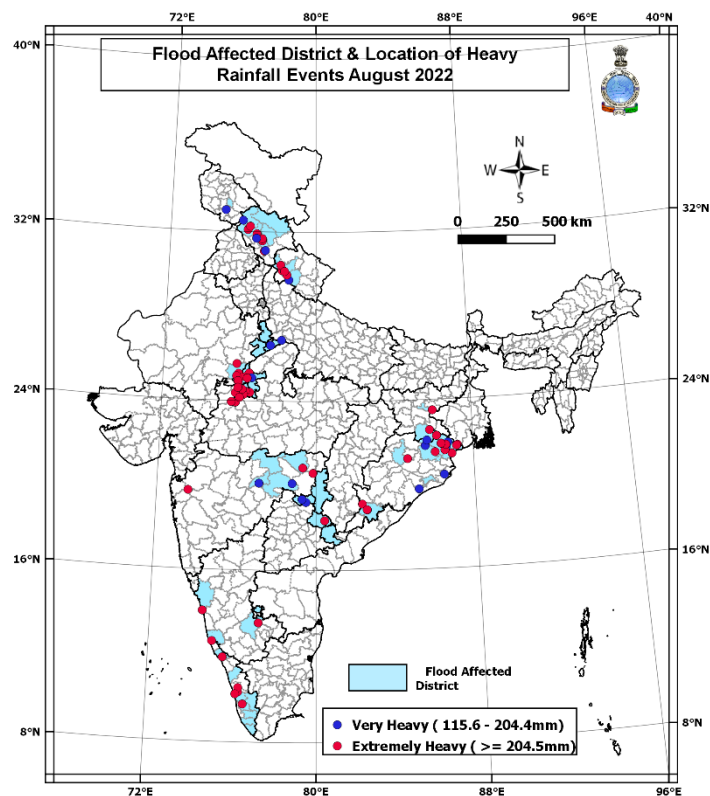 72°E 80°E 88°E 96°E 40°N
40°N
Flood Affected District & Location of Heavy
Rainfall Events August 2022
N
W E
S
32°N 32°N
0 250 500 km
24°N 24°N
16°N 16°N
Flood Affected
District
8°N 8°N
Very Heavy ( 115.6 - 204.4mm)
Extremely Heavy ( >= 204.5mm)
72°E 80°E 88°E 96°E